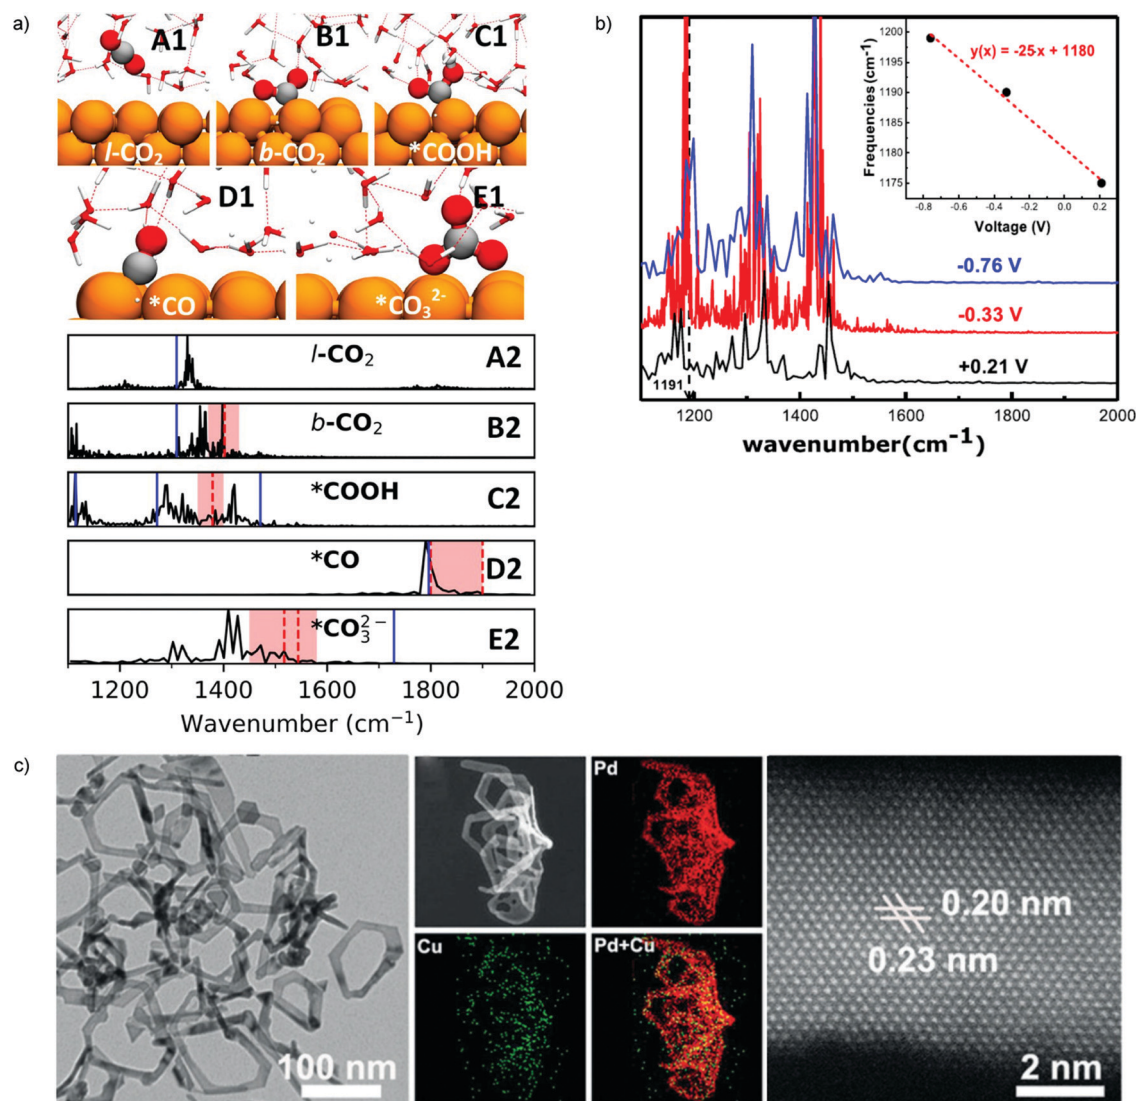 a)
A1
B1
C1
l-CO₂
b-CO₂
*COOH
D1
E1
*CO
*CO₃²⁻
l-CO₂
A2
b-CO₂
B2
*COOH
C2
*CO
D2
*CO₃²⁻
E2
1200 1400 1600 1800 2000
Wavenumber (cm⁻¹)
b)
1200
1195
1190
1185
1180
1175
Frequencies (cm⁻¹)
y(x) = -25x + 1180
-0.8 -0.6 -0.4 -0.2 0.0 0.2
Voltage (V)
-0.76 V
-0.33 V
+0.21 V
1191
1200 1400 1600 1800 2000
wavenumber(cm⁻¹)
c)
100 nm
Pd
Cu
Pd+Cu
0.20 nm
0.23 nm
2 nm